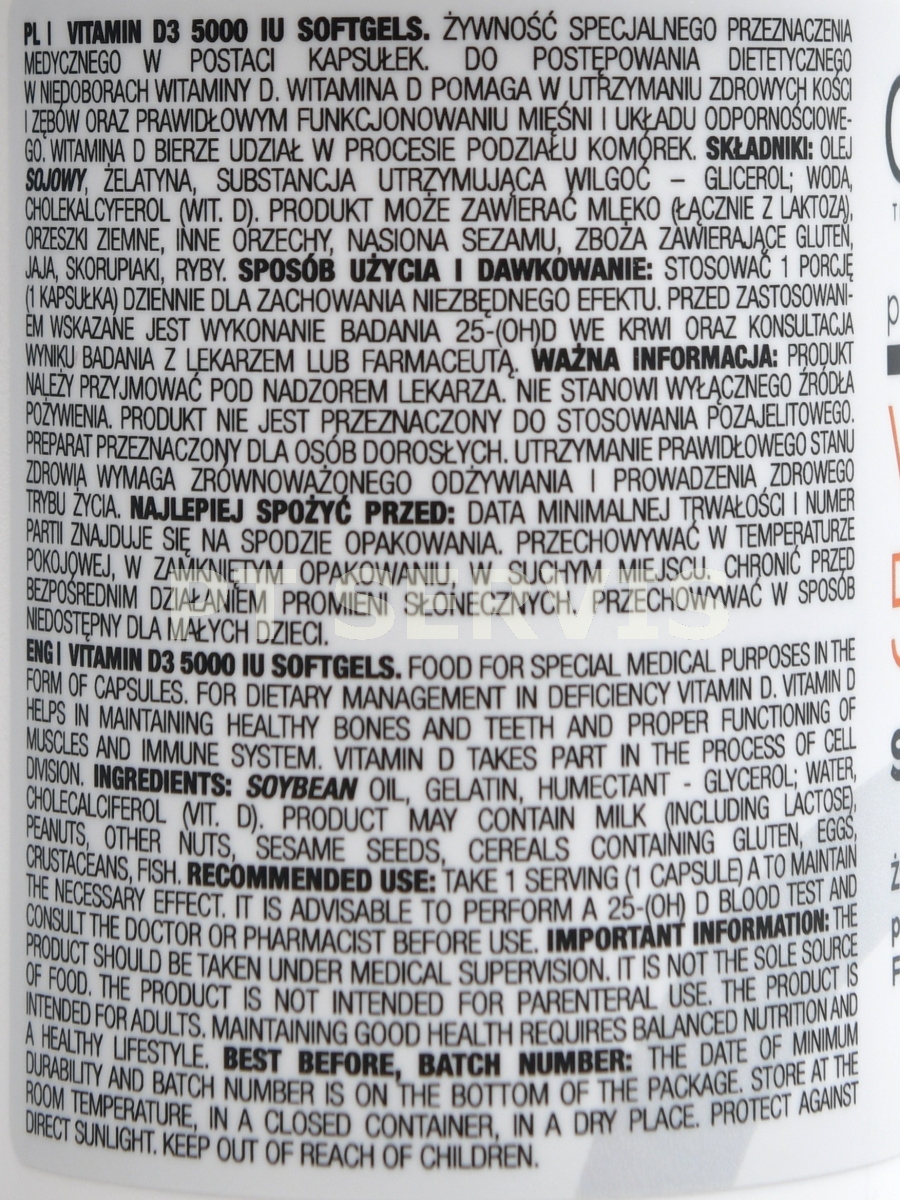 PL | VITAMIN D3 5000 IU SOFTGELS. ŻYWNOŚĆ SPECJALNEGO PRZEZNACZENIA
MEDYCZNEGO W POSTACI KAPSUŁEK. DO POSTĘPOWANIA DIETETYCZNEGO
W NIEDOBORACH WITAMINY D. WITAMINA D POMAGA W UTRZYMANIU ZDROWYCH KOŚCI
I ZĘBÓW ORAZ PRAWIDŁOWYM FUNKCJONOWANIU MIĘŚNI I UKŁADU ODPORNOŚCIOWE-
GO. WITAMINA D BIERZE UDZIAŁ W PROCESIE PODZIAŁU KOMÓREK. SKŁADNIKI: OLEJ
SOJOWY, ŻELATYNA, SUBSTANCJA UTRZYMUJĄCA WILGOĆ – GLICEROL; WODA,
CHOLEKALCYFEROL (WIT. D). PRODUKT MOŻE ZAWIERAĆ MLEKO (ŁĄCZNIE Z LAKTOZĄ),
ORZESZKI ZIEMNE, INNE ORZECHY, NASIONA SEZAMU, ZBOŻA ZAWIERAJĄCE GLUTEN,
JAJA, SKORUPIAKI, RYBY. SPOSÓB UŻYCIA I DAWKOWANIE: STOSOWAĆ 1 PORCJĘ
(1 KAPSUŁKA) DZIENNIE DLA ZACHOWANIA NIEZBĘDNEGO EFEKTU. PRZED ZASTOSOWANI-
EM WSKAZANE JEST WYKONANIE BADANIA 25-(OH)D WE KRWI ORAZ KONSULTACJA
WYNIKU BADANIA Z LEKARZEM LUB FARMACEUTĄ. WAŻNA INFORMACJA: PRODUKT
NALEŻY PRZYJMOWAĆ POD NADZOREM LEKARZA. NIE STANOWI WYŁĄCZNEGO ŹRÓDŁA
POŻYWIENIA. PRODUKT NIE JEST PRZEZNACZONY DO STOSOWANIA POZAJELITOWEGO.
PREPARAT PRZEZNACZONY DLA OSÓB DOROSŁYCH. UTRZYMANIE PRAWIDŁOWEGO STANU
ZDROWIA WYMAGA ZRÓWNOWAŻONEGO ODŻYWIANIA I PROWADZENIA ZDROWEGO
TRYBU ŻYCIA. NAJLEPIEJ SPOŻYĆ PRZED: DATA MINIMALNEJ TRWAŁOŚCI I NUMER
PARTII ZNAJDUJE SIĘ NA SPODZIE OPAKOWANIA. PRZECHOWYWAĆ W TEMPERATURZE
POKOJOWEJ, W ZAMKNIĘTYM OPAKOWANIU, W SUCHYM MIEJSCU. CHRONIĆ PRZED
BEZPOŚREDNIM DZIAŁANIEM PROMIENI SŁONECZNYCH. PRZECHOWYWAĆ W SPOSÓB
NIEDOSTĘPNY DLA MAŁYCH DZIECI.
ENG | VITAMIN D3 5000 IU SOFTGELS. FOOD FOR SPECIAL MEDICAL PURPOSES IN THE
FORM OF CAPSULES. FOR DIETARY MANAGEMENT IN DEFICIENCY VITAMIN D. VITAMIN D
HELPS IN MAINTAINING HEALTHY BONES AND TEETH AND PROPER FUNCTIONING OF
MUSCLES AND IMMUNE SYSTEM. VITAMIN D TAKES PART IN THE PROCESS OF CELL
DIVISION. INGREDIENTS: SOYBEAN OIL, GELATIN, HUMECTANT - GLYCEROL; WATER,
CHOLECALCIFEROL (VIT. D). PRODUCT MAY CONTAIN MILK (INCLUDING LACTOSE),
PEANUTS, OTHER NUTS, SESAME SEEDS, CEREALS CONTAINING GLUTEN, EGGS,
CRUSTACEANS, FISH. RECOMMENDED USE: TAKE 1 SERVING (1 CAPSULE) A TO MAINTAIN
THE NECESSARY EFFECT. IT IS ADVISABLE TO PERFORM A 25-(OH) D BLOOD TEST AND
CONSULT THE DOCTOR OR PHARMACIST BEFORE USE. IMPORTANT INFORMATION: THE
PRODUCT SHOULD BE TAKEN UNDER MEDICAL SUPERVISION. IT IS NOT THE SOLE SOURCE
OF FOOD. THE PRODUCT IS NOT INTENDED FOR PARENTERAL USE. THE PRODUCT IS
INTENDED FOR ADULTS. MAINTAINING GOOD HEALTH REQUIRES BALANCED NUTRITION AND
A HEALTHY LIFESTYLE. BEST BEFORE, BATCH NUMBER: THE DATE OF MINIMUM
DURABILITY AND BATCH NUMBER IS ON THE BOTTOM OF THE PACKAGE. STORE AT THE
ROOM TEMPERATURE, IN A CLOSED CONTAINER, IN A DRY PLACE. PROTECT AGAINST
DIRECT SUNLIGHT. KEEP OUT OF REACH OF CHILDREN.